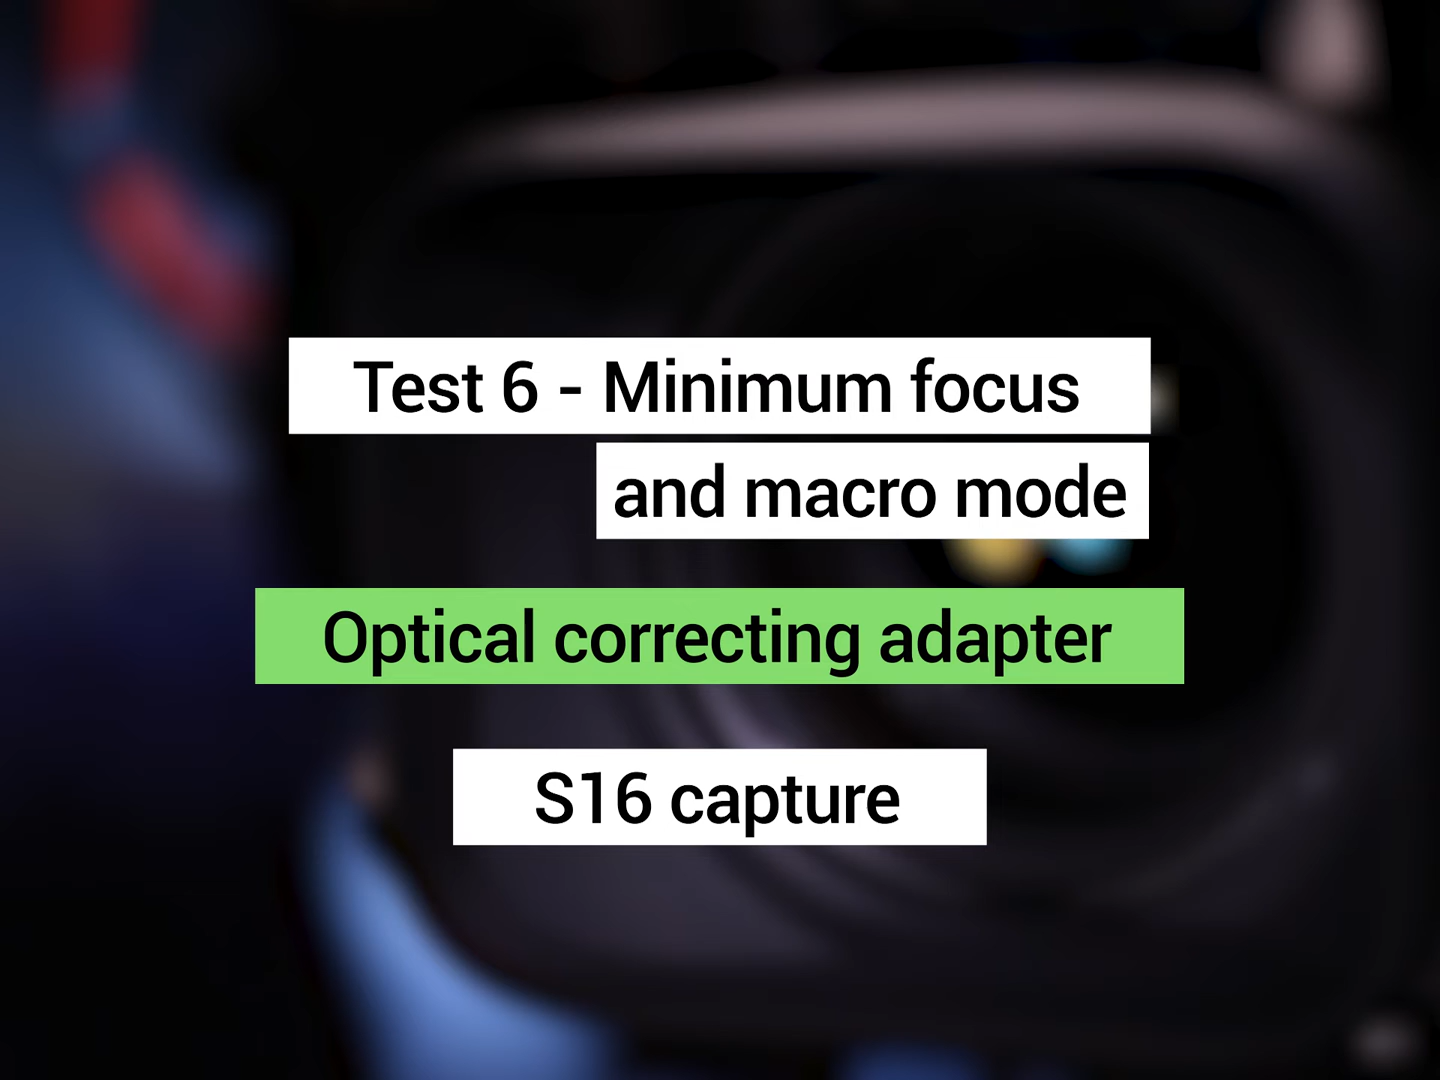 Test 6 - Minimum focus
and macro mode
Optical correcting adapter
S16 capture